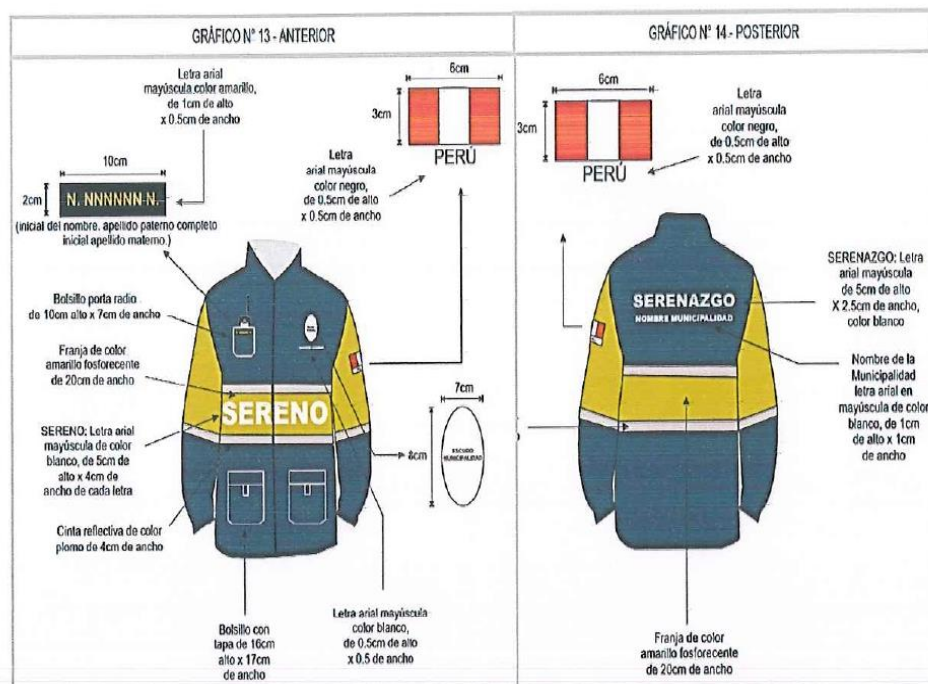 GRÁFICO N° 13 - ANTERIOR
Letra arial
mayúscula color amarillo,
de 1cm de alto
x 0.5cm de ancho
10cm
2cm
N. NNNNNN N.
(inicial del nombre, apellido paterno completo
inicial apellido materno.)
6cm
3cm
PERÚ
Letra
arial mayúscula
color negro,
de 0.5cm de alto
x 0.5cm de ancho
Bolsillo porta radio
de 10cm alto x 7cm de ancho
Franja de color
amarillo fosforecente
de 20cm de ancho
SERENO
SERENO: Letra arial
mayúscula de color
blanco, de 5cm de
alto x 4cm de
ancho de cada letra
Cinta reflectiva de color
plomo de 4cm de ancho
7cm
8cm
ESCUDO
MUNICIPALIDAD
Bolsillo con
tapa de 16cm
alto x 17cm
de ancho
Letra arial mayúscula
color blanco,
de 0.5cm de alto
x 0.5 de ancho
GRÁFICO N° 14 - POSTERIOR
6cm
3cm
PERÚ
Letra
arial mayúscula
color negro,
de 0.5cm de alto
x 0.5cm de ancho
SERENAZGO
NOMBRE MUNICIPALIDAD
SERENAZGO: Letra
arial mayúscula
de 5cm de alto
X 2.5cm de ancho,
color blanco
Nombre de la
Municipalidad
letra arial en
mayúscula de color
blanco, de 1cm
de alto x 1cm
de ancho
Franja de color
amarillo fosforecente
de 20cm de ancho